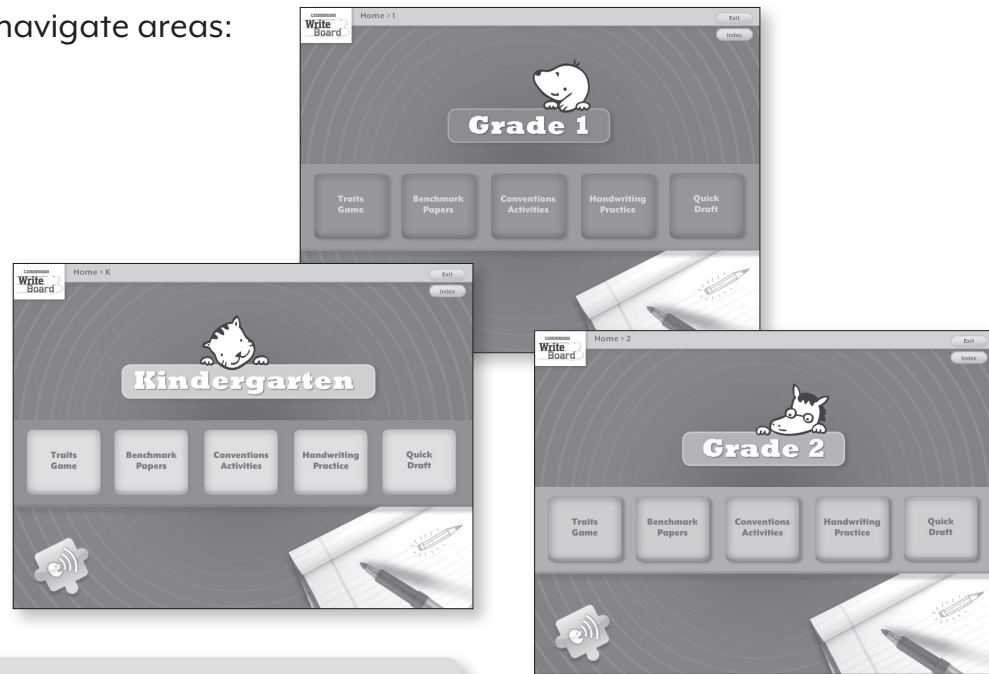 navigate areas:
Write
Board
Home > 1
Exit
Index
Grade 1
Traits
Game
Benchmark
Papers
Conventions
Activities
Handwriting
Practice
Quick
Draft
Write
Board
Home > K
Exit
Index
Kindergarten
Traits
Game
Benchmark
Papers
Conventions
Activities
Handwriting
Practice
Quick
Draft
Write
Board
Home > 2
Exit
Index
Grade 2
Traits
Game
Benchmark
Papers
Conventions
Activities
Handwriting
Practice
Quick
Draft